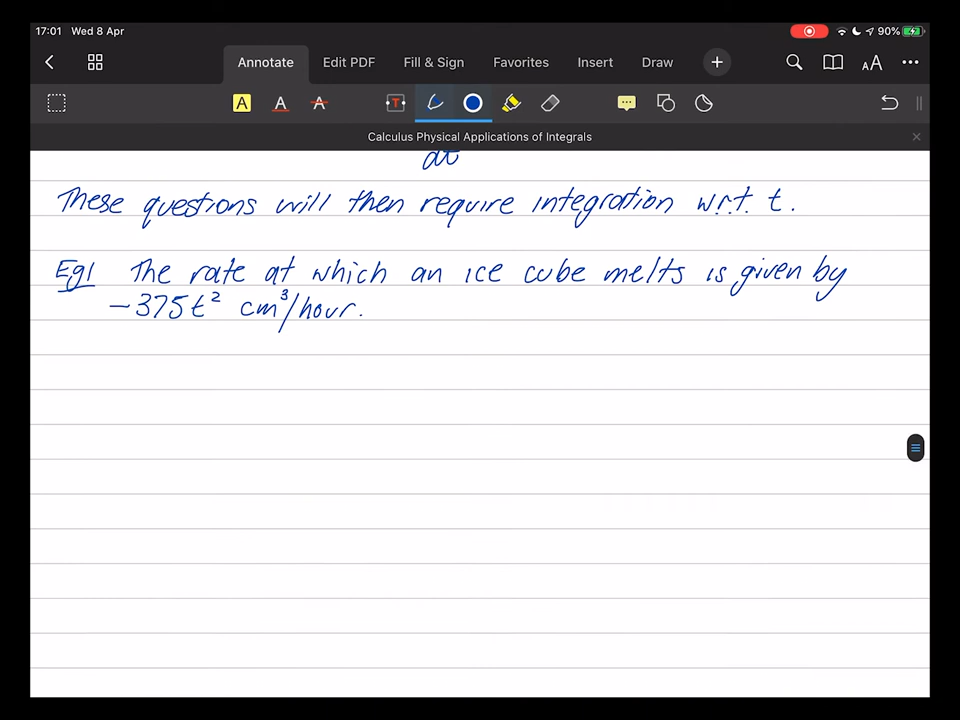 17:01 Wed 8 Apr 90%
Annotate Edit PDF Fill & Sign Favorites Insert Draw
A A A T AA
Calculus Physical Applications of Integrals
dt
These questions will then require integration w.r.t. t.
Eg1 The rate at which an ice cube melts is given by
-375t² cm³/hour.